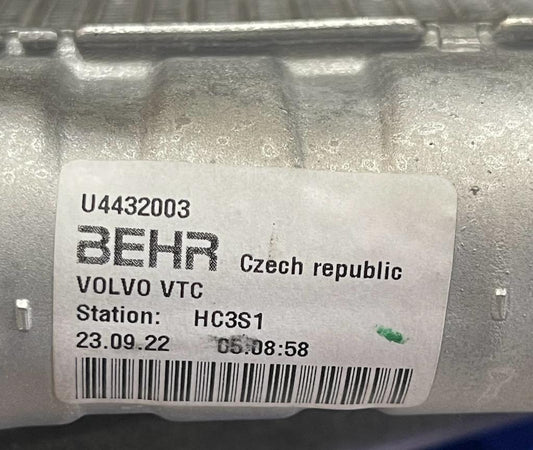 U4432003
BEHR Czech republic
VOLVO VTC
Station: HC3S1
23.09.22 05:08:58